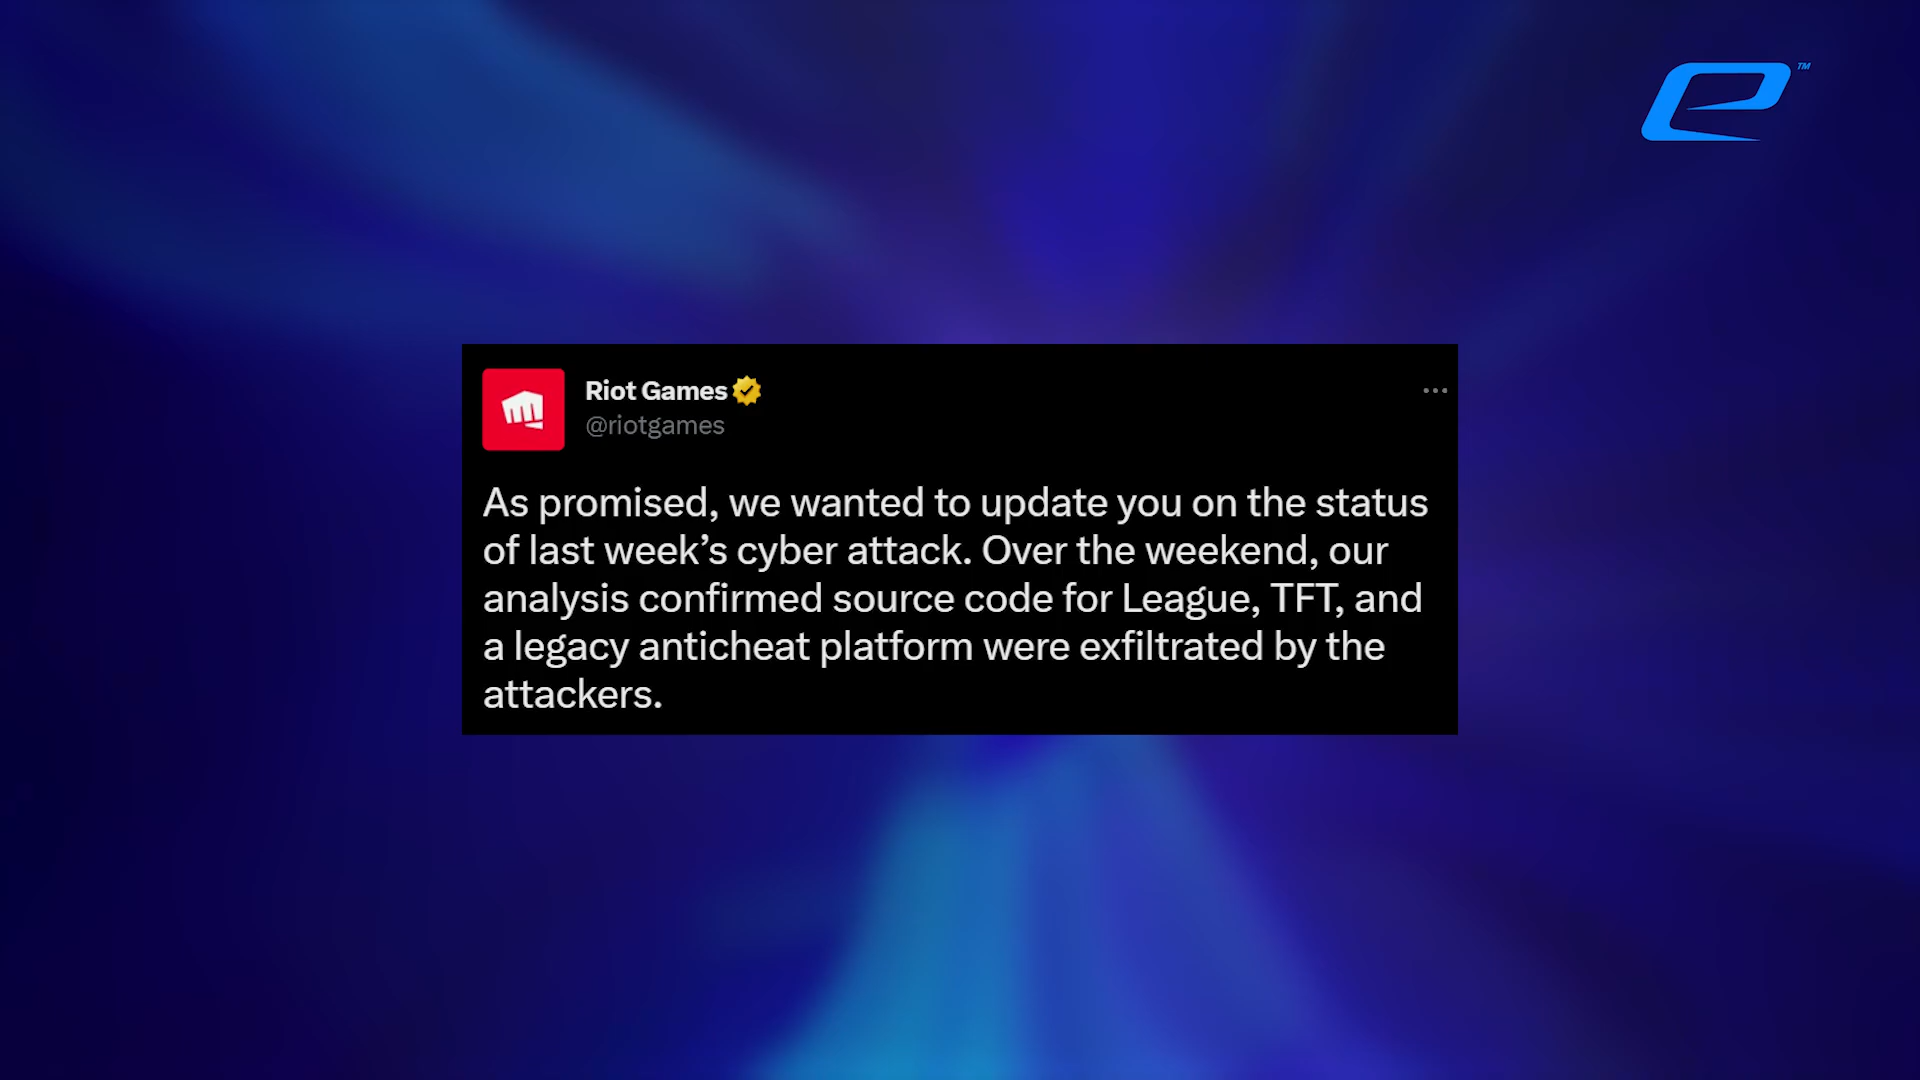 TM
Riot Games
@riotgames
As promised, we wanted to update you on the status
of last week’s cyber attack. Over the weekend, our
analysis confirmed source code for League, TFT, and
a legacy anticheat platform were exfiltrated by the
attackers.